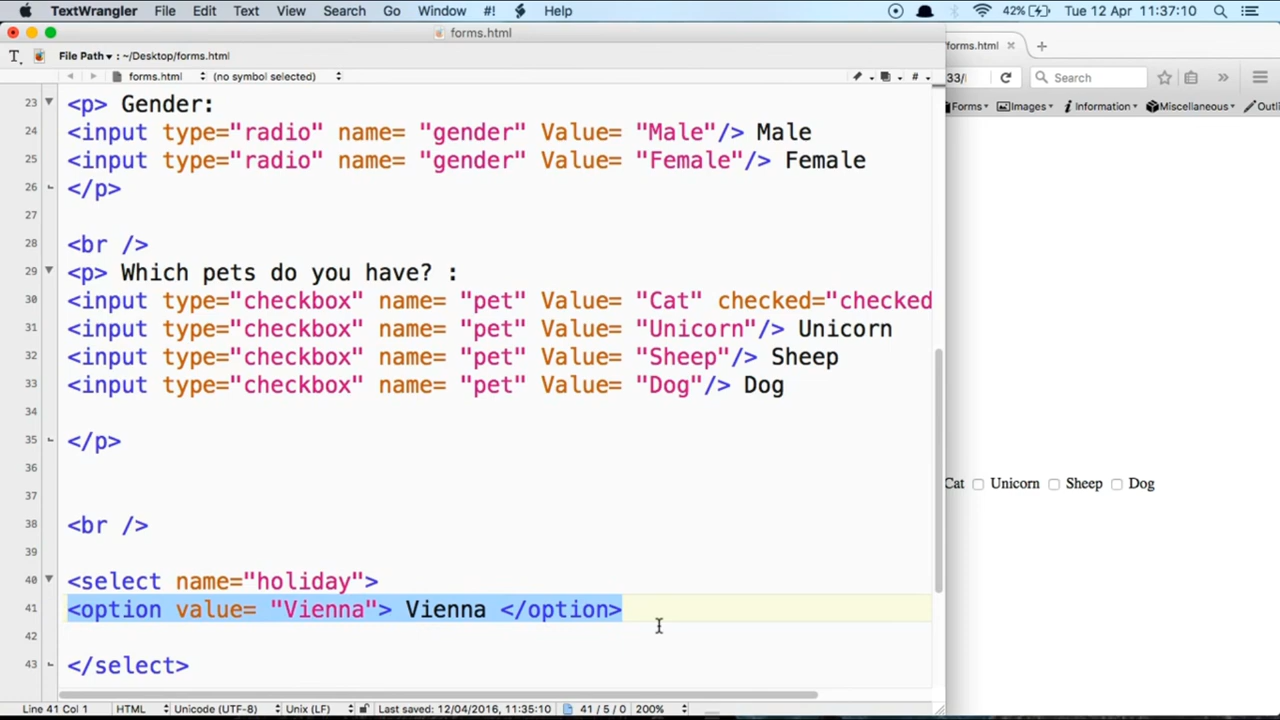 TextWrangler File Edit Text View Search Go Window #! Help 42% Tue 12 Apr 11:37:10
forms.html
forms.html
File Path : ~/Desktop/forms.html
forms.html (no symbol selected) #
33/ Search
Forms Images Information Miscellaneous Outli
23 <p> Gender:
24 <input type="radio" name= "gender" Value= "Male"/> Male
25 <input type="radio" name= "gender" Value= "Female"/> Female
26 </p>
27
28 <br />
29 <p> Which pets do you have? :
30 <input type="checkbox" name= "pet" Value= "Cat" checked="checked
31 <input type="checkbox" name= "pet" Value= "Unicorn"/> Unicorn
32 <input type="checkbox" name= "pet" Value= "Sheep"/> Sheep
33 <input type="checkbox" name= "pet" Value= "Dog"/> Dog
34
35 </p>
36
37
38 <br />
39
40 <select name="holiday">
41 <option value= "Vienna"> Vienna </option>
42
43 </select>
Cat Unicorn Sheep Dog
Line 41 Col 1 HTML Unicode (UTF-8) Unix (LF) Last saved: 12/04/2016, 11:35:10 41 / 5 / 0 200%